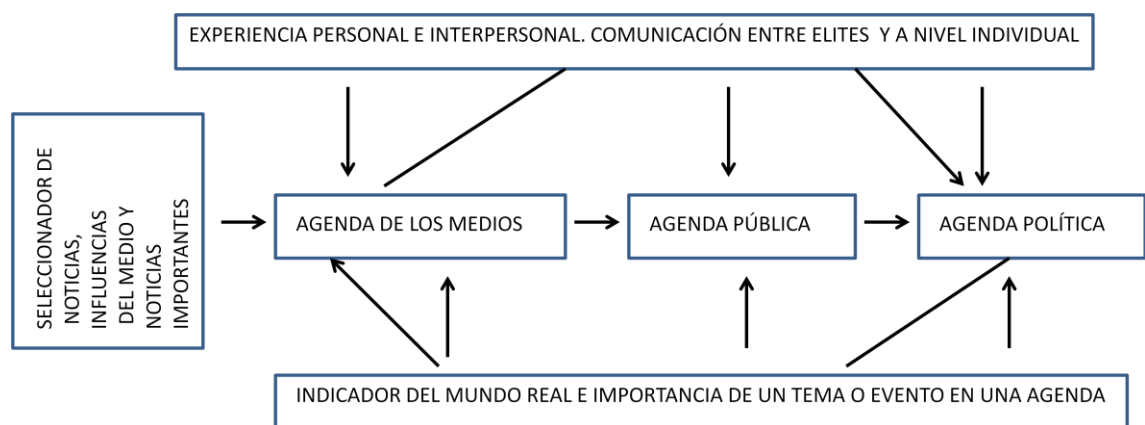 EXPERIENCIA PERSONAL E INTERPERSONAL. COMUNICACIÓN ENTRE ELITES Y A NIVEL INDIVIDUAL
SELECCIONADOR DE
NOTICIAS,
INFLUENCIAS
DEL MEDIO Y
NOTICIAS
IMPORTANTES
AGENDA DE LOS MEDIOS
AGENDA PÚBLICA
AGENDA POLÍTICA
INDICADOR DEL MUNDO REAL E IMPORTANCIA DE UN TEMA O EVENTO EN UNA AGENDA